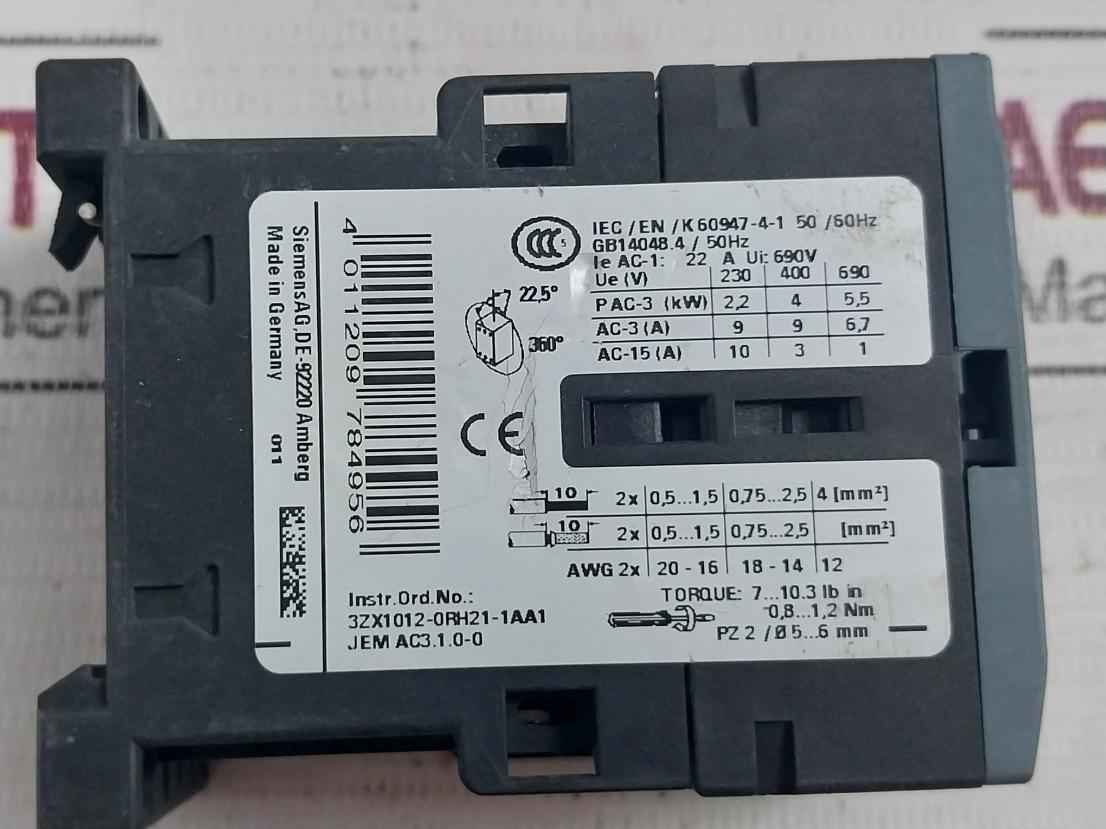 SiemensAG,DE-92220 Amberg
Made in Germany 011
4 011209 784956
CCC S
IEC / EN / K 60947-4-1 50 /60Hz
GB14048.4 / 50Hz
Ie AC-1: 22 A Ui: 690V
Ue (V) 230 400 690
P AC-3 (kW) 2,2 4 5,5
AC-3 (A) 9 9 6,7
AC-15 (A) 10 3 1
22,5°
360°
CE
10 2x 0,5...1,5 0,75...2,5 4 [mm²]
10 2x 0,5...1,5 0,75...2,5 [mm²]
AWG 2x 20 - 16 18 - 14 12
TORQUE: 7...10.3 lb in
0,8...1,2 Nm
PZ 2 / Ø 5...6 mm
Instr.Ord.No.:
3ZX1012-0RH21-1AA1
JEM AC3.1.0-0